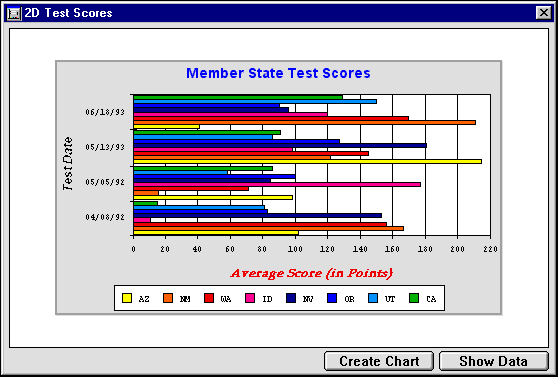 2D Test Scores
Member State Test Scores
Test Date
06/18/93
05/13/93
05/05/92
04/08/92
0 20 40 60 80 100 120 140 160 180 200 220
Average Score (in Points)
AZ NM WA ID NV OR UT CA
Create Chart Show Data